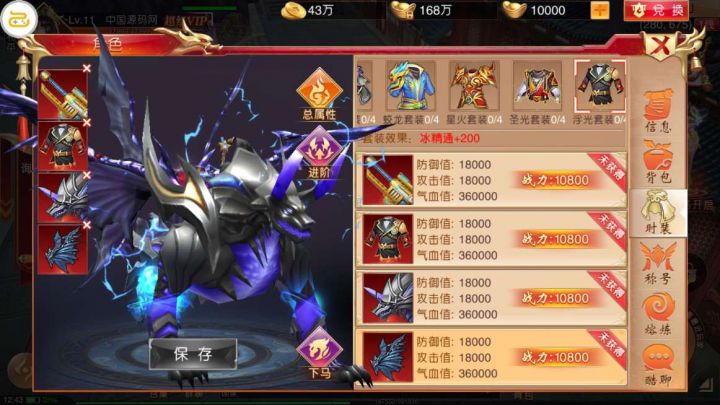 Lv.11 中国源码网 超级VIP
43万
168万
10000
兑换
角色
总属性
进阶
下马
保存
套装0/4
蛟龙套装0/4
星火套装0/4
圣光套装0/4
浮光套装0/4
套装效果: 冰精通+200
防御值: 18000
攻击值: 18000
气血值: 360000
战力:10800
未获得
防御值: 18000
攻击值: 18000
气血值: 360000
战力:10800
未获得
防御值: 18000
攻击值: 18000
气血值: 360000
战力:10800
未获得
防御值: 18000
攻击值: 18000
气血值: 360000
战力:10800
未获得
信息
背包
时装
称号
熔炼
酷聊
12:43